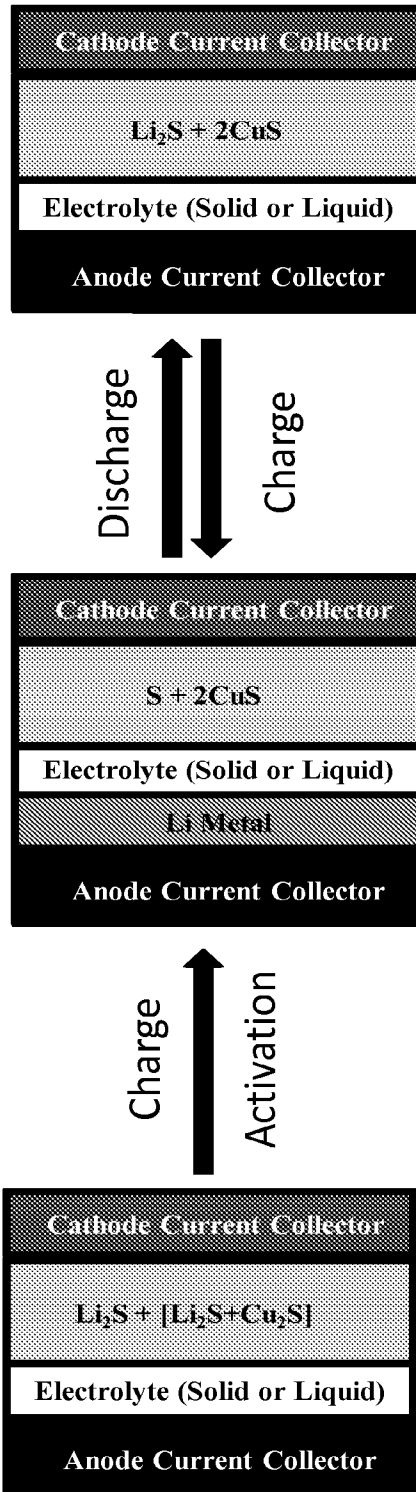 Cathode Current Collector
Li₂S + 2CuS
Electrolyte (Solid or Liquid)
Anode Current Collector
Discharge
Charge
Cathode Current Collector
S + 2CuS
Electrolyte (Solid or Liquid)
Li Metal
Anode Current Collector
Charge
Activation
Cathode Current Collector
Li₂S + [Li₂S+Cu₂S]
Electrolyte (Solid or Liquid)
Anode Current Collector